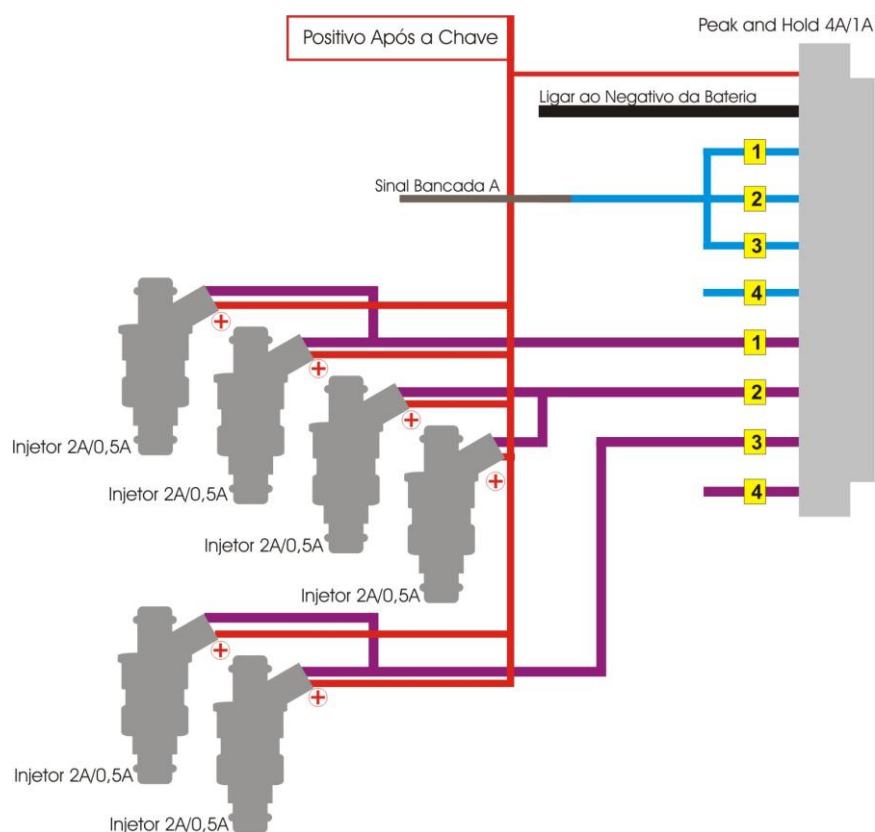 Positivo Após a Chave
Peak and Hold 4A/1A
Ligar ao Negativo da Bateria
1
Sinal Bancada A
2
3
4
1
2
3
4
Injetor 2A/0,5A
Injetor 2A/0,5A
Injetor 2A/0,5A
Injetor 2A/0,5A
Injetor 2A/0,5A
Injetor 2A/0,5A